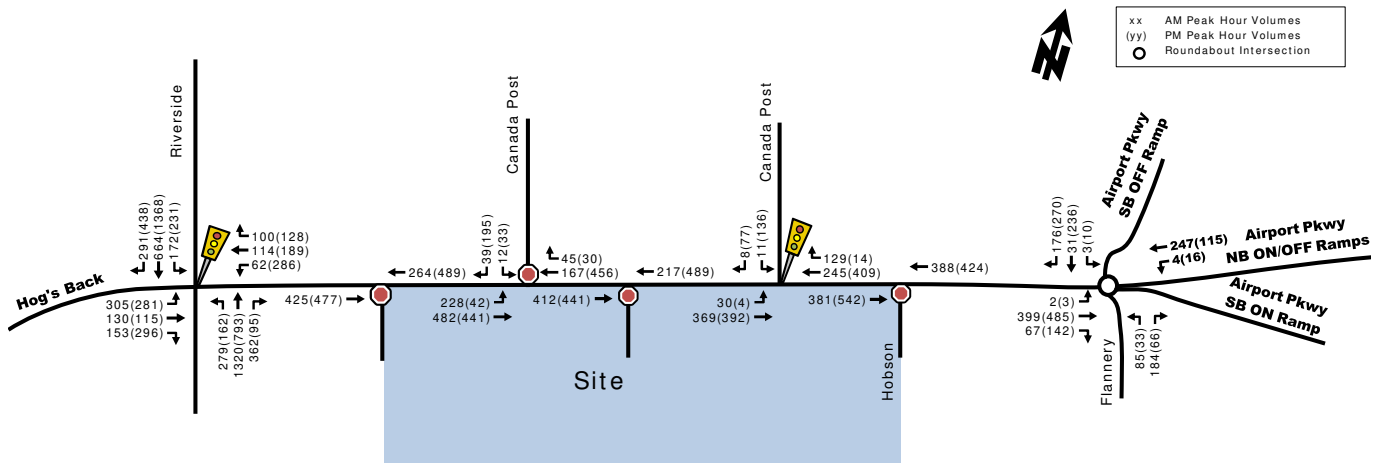 xx AM Peak Hour Volumes
(yy) PM Peak Hour Volumes
Roundabout Intersection
N
Riverside
Canada Post
Canada Post
Airport Pkwy
SB OFF Ramp
291(438)
664(1368)
172(231)
100(128)
114(189)
62(286)
264(489)
39(195)
12(33)
45(30)
167(456)
217(489)
8(77)
11(136)
129(14)
245(409)
388(424)
176(270)
31(236)
3(10)
247(115)
4(16)
Airport Pkwy
NB ON/OFF Ramps
Hog's Back
305(281)
130(115)
153(296)
279(162)
1320(793)
362(95)
425(477)
228(42)
482(441)
412(441)
30(4)
369(392)
381(542)
2(3)
399(485)
67(142)
85(33)
184(66)
Airport Pkwy
SB ON Ramp
Site
Hobson
Flannery